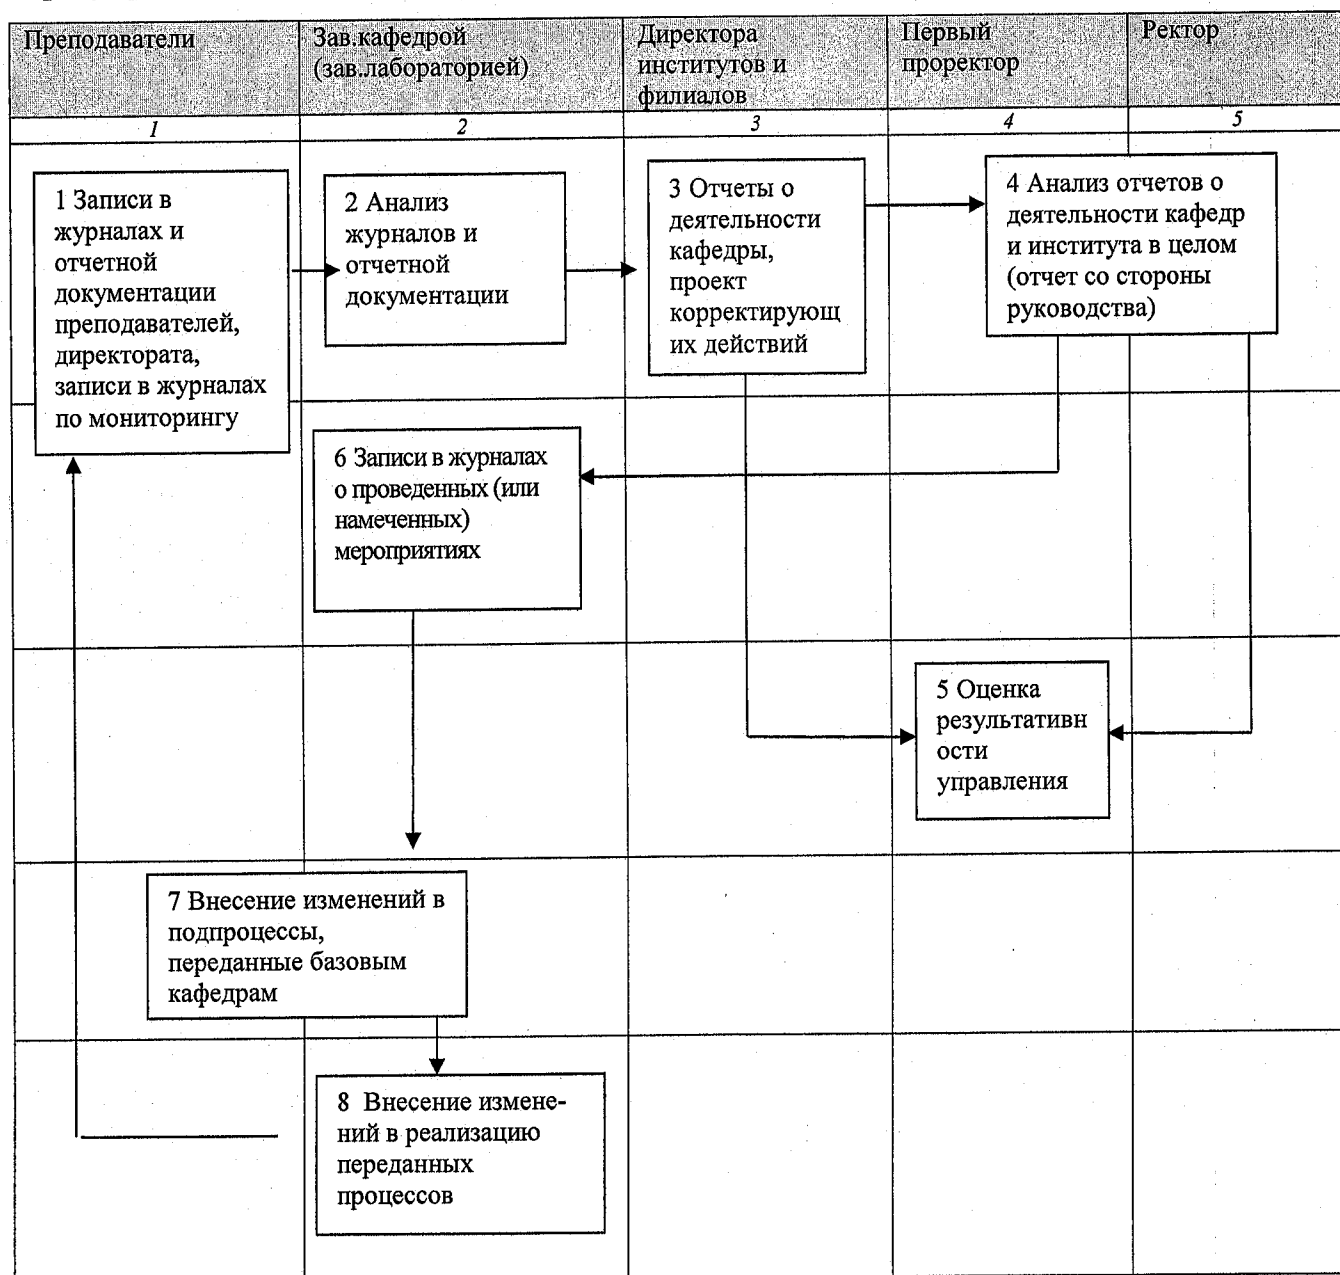 Преподаватели
Зав.кафедрой
(зав.лабораторией)
Директора
институтов и
филиалов
Первый
проректор
Ректор
1
2
3
4
5
1 Записи в
журналах и
отчетной
документации
преподавателей,
директората,
записи в журналах
по мониторингу
2 Анализ
журналов и
отчетной
документации
3 Отчеты о
деятельности
кафедры,
проект
корректирующ
их действий
4 Анализ отчетов о
деятельности кафедр
и института в целом
(отчет со стороны
руководства)
6 Записи в журналах
о проведенных (или
намеченных)
мероприятиях
5 Оценка
результативн
ости
управления
7 Внесение изменений в
подпроцессы,
переданные базовым
кафедрам
8 Внесение измене-
ний в реализацию
переданных
процессов